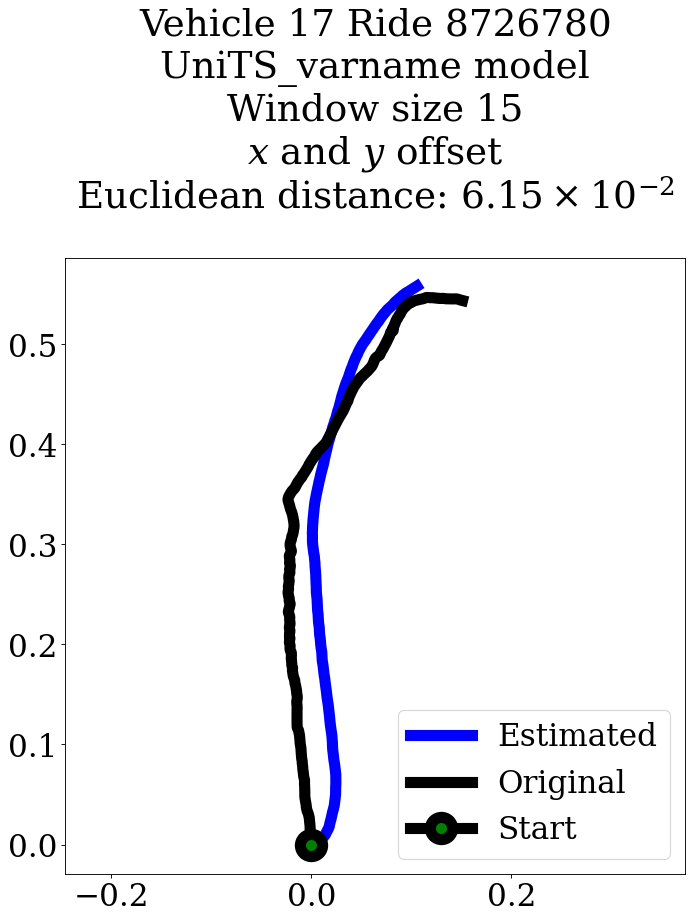 Vehicle 17 Ride 8726780
UniTS_varname model
Window size 15
x and y offset
Euclidean distance: 6.15 × 10⁻²
0.5
0.4
0.3
0.2
0.1
0.0
−0.2 0.0 0.2
Estimated
Original
Start